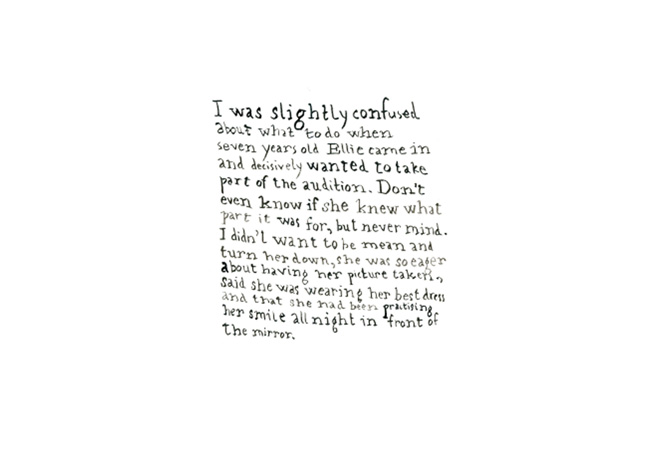 I was slightly confused
about what to do when
seven years old Ellie came in
and decisively wanted to take
part of the audition. Don't
even know if she knew what
part it was for, but never mind.
I didn't want to be mean and
turn her down, she was so eager
about having her picture taken.,
said she was wearing her best dress
and that she had been practising
her smile all night in front of
the mirror.